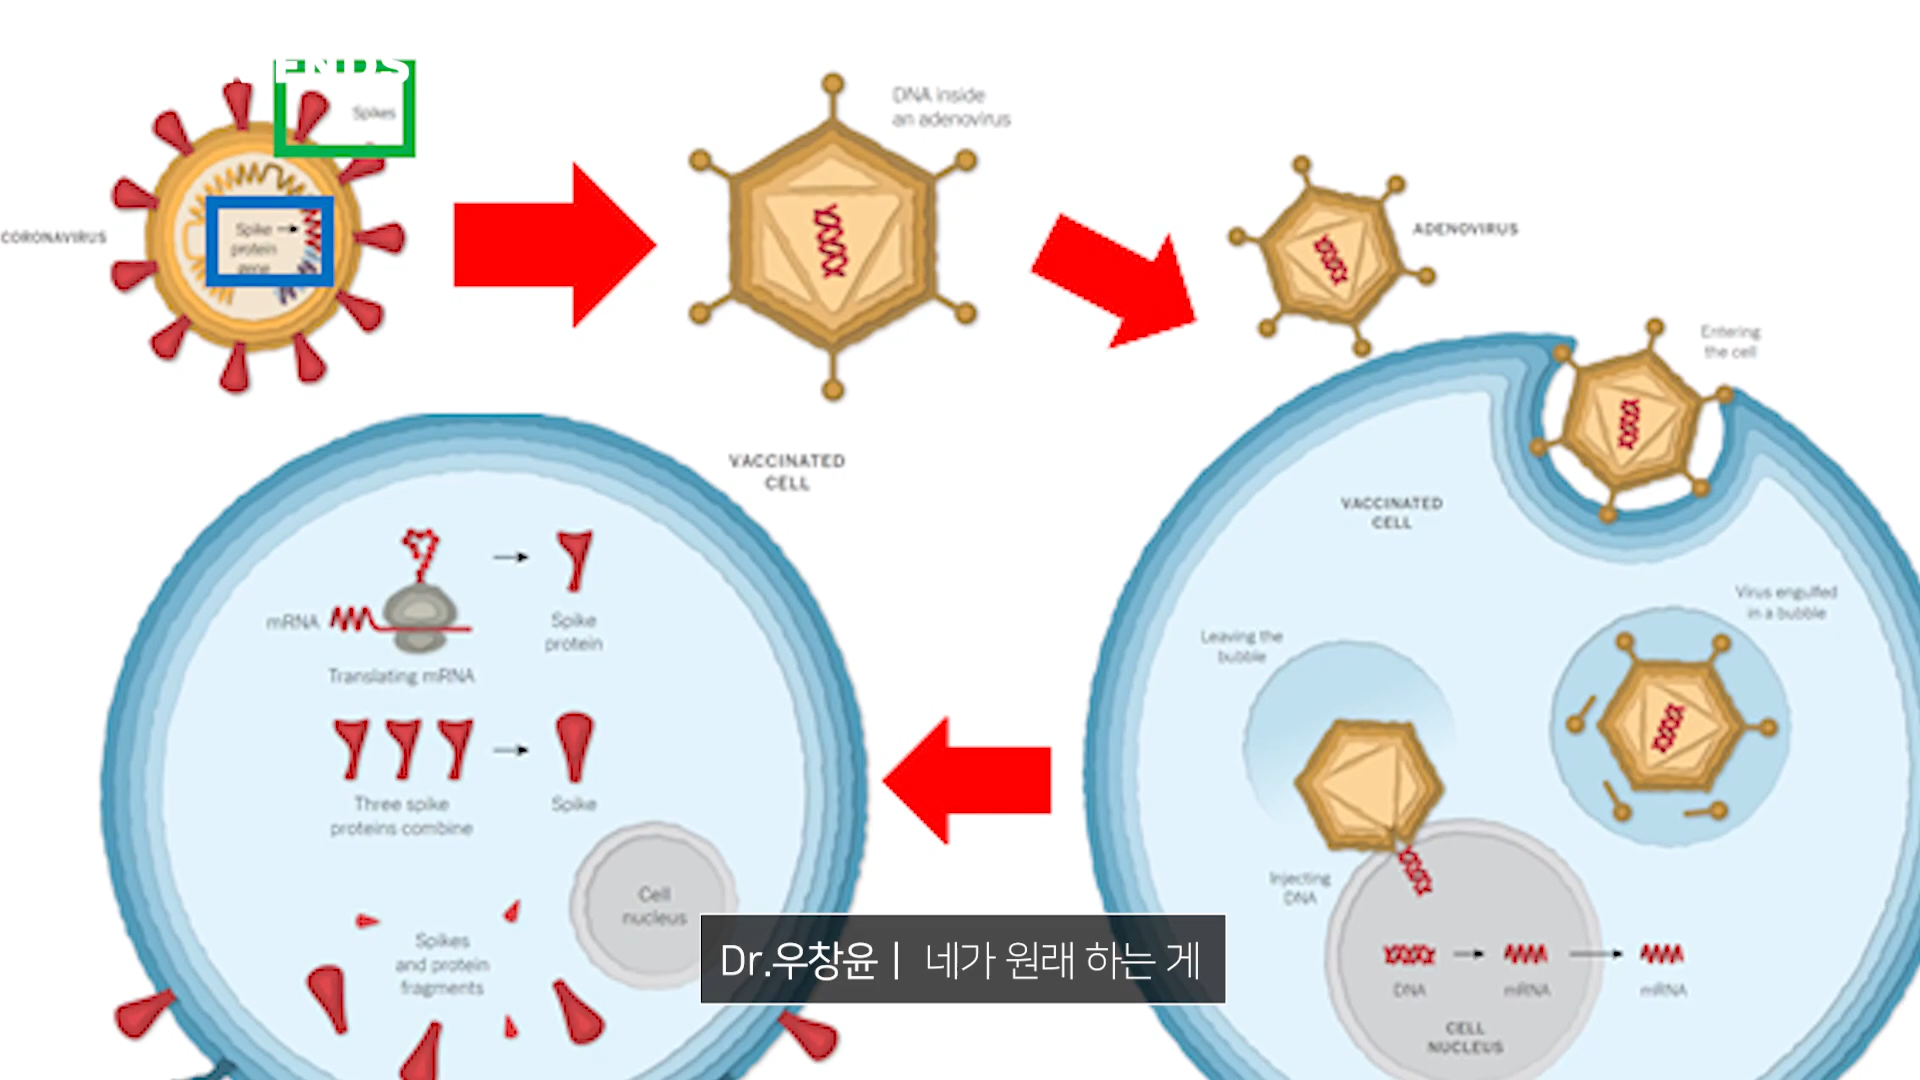 ENDS
Spikes
CORONAVIRUS
Spike
protein
gene
DNA inside
an adenovirus
ADENOVIRUS
Entering
the cell
VACCINATED
CELL
mRNA
Translating mRNA
Spike
protein
Three spike
proteins combine
Spike
Cell
nucleus
Spikes
and protein
fragments
VACCINATED
CELL
Virus engulfed
in a bubble
Leaving the
bubble
Injecting
DNA
DNA
mRNA
mRNA
CELL
NUCLEUS
Dr.우창윤ㅣ 네가 원래 하는 게